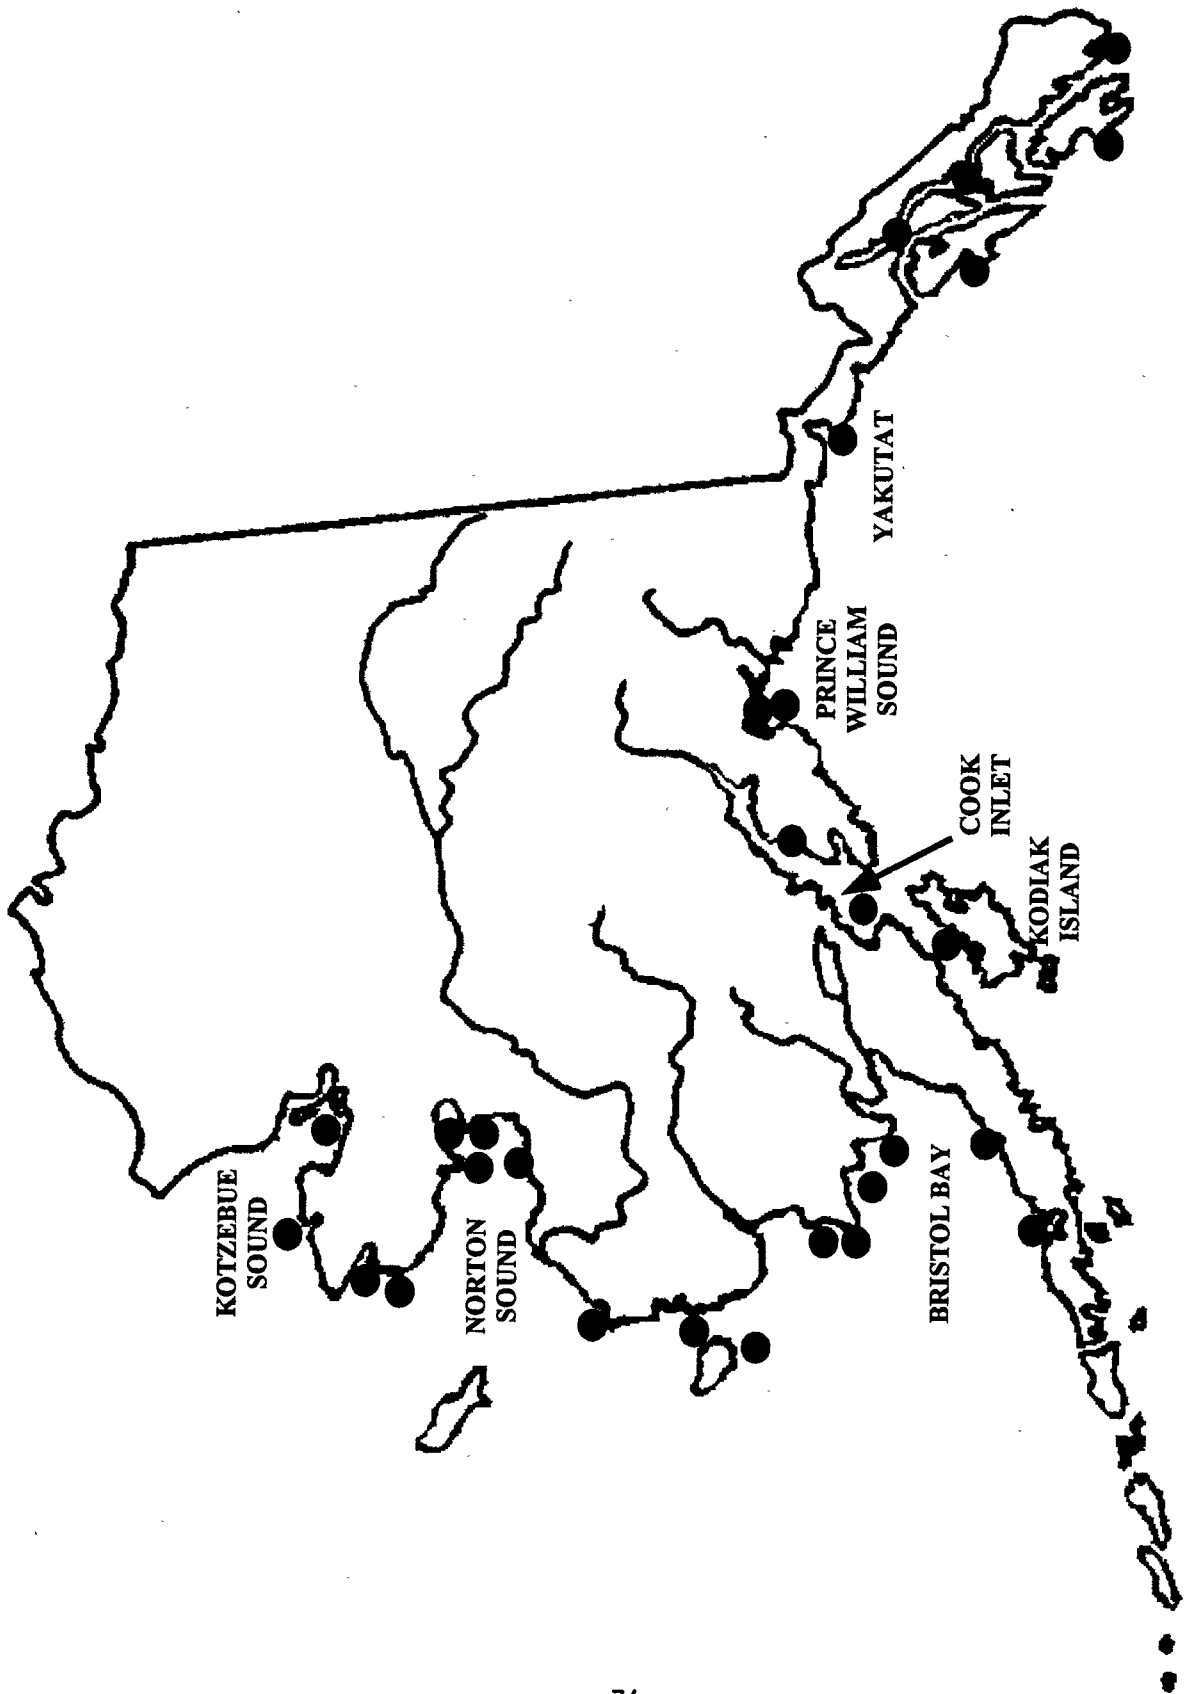 KOTZEBUE
SOUND
NORTON
SOUND
BRISTOL BAY
KODIAK
ISLAND
COOK
INLET
PRINCE
WILLIAM
SOUND
YAKUTAT